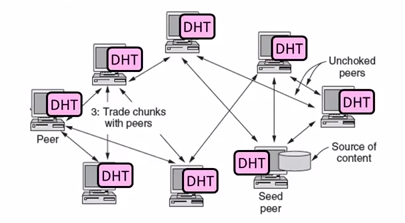 DHT
DHT
DHT
Unchoked
peers
DHT
DHT
3: Trade chunks
with peers
Peer
Source of
content
DHT
DHT
DHT
Seed
peer